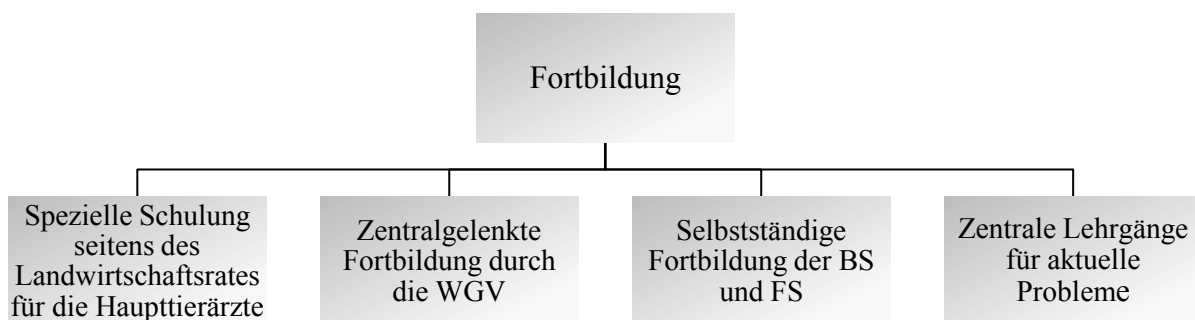 Fortbildung
Spezielle Schulung
seitens des
Landwirtschaftsrates
für die Haupttierärzte
Zentralgelenkte
Fortbildung durch
die WGV
Selbstständige
Fortbildung der BS
und FS
Zentrale Lehrgänge
für aktuelle
Probleme